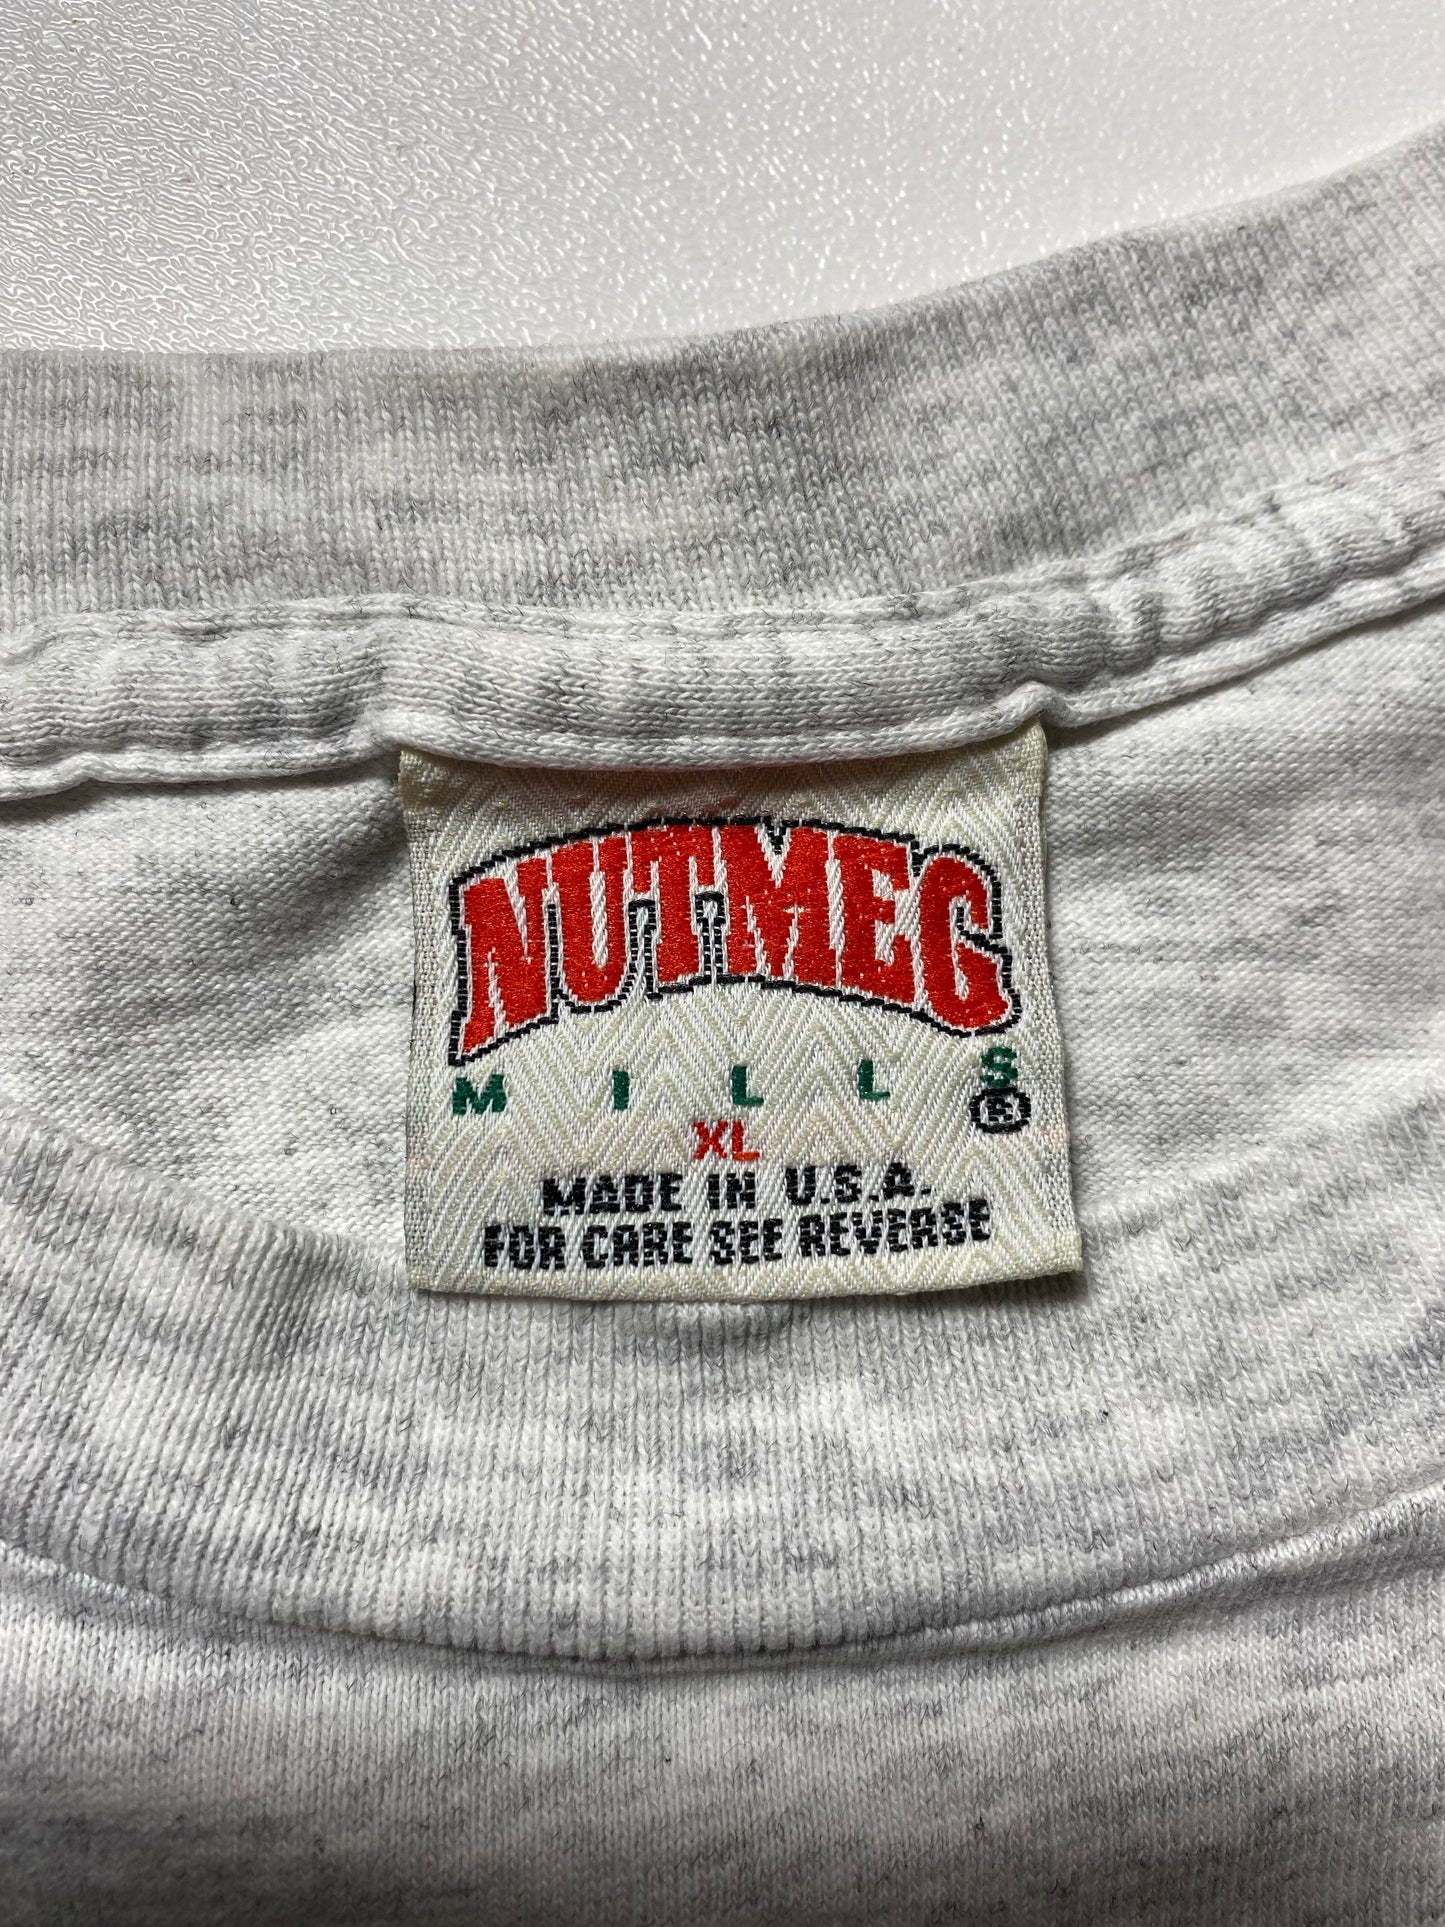 NUTMEG
MILLS
®
XL
MADE IN U.S.A.
FOR CARE SEE REVERSE